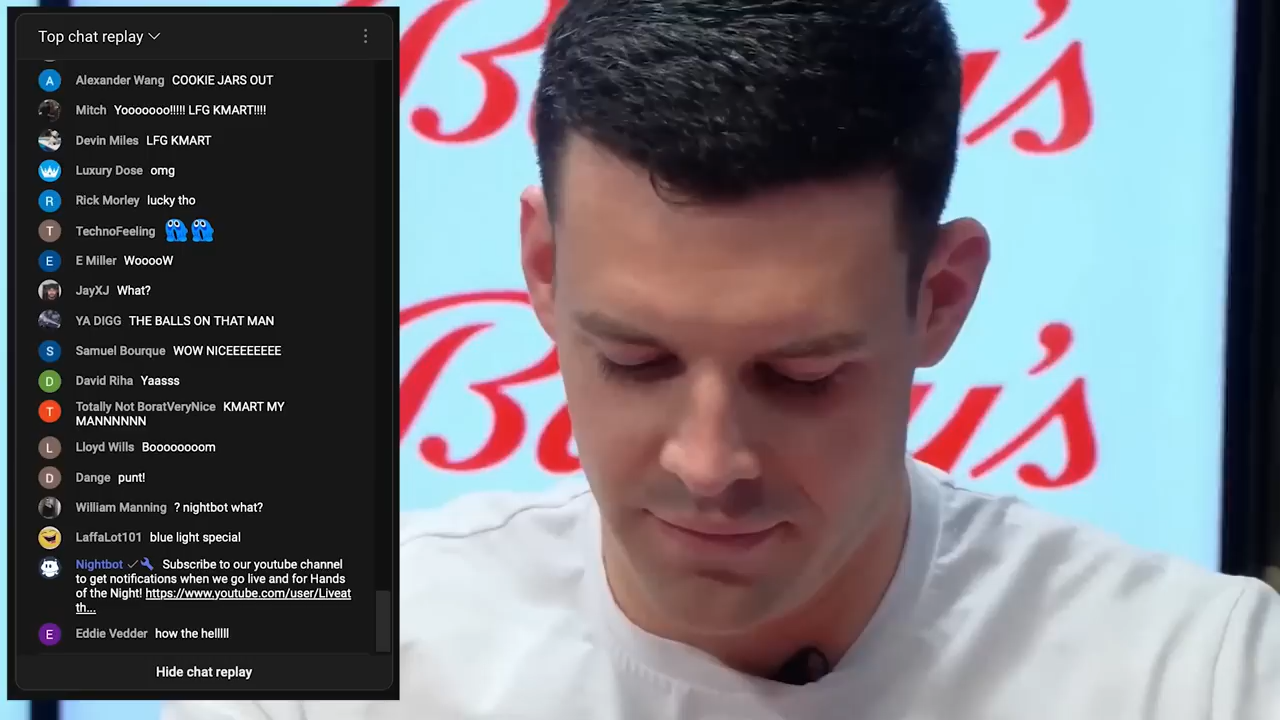 Top chat replay
A Alexander Wang COOKIE JARS OUT
Mitch Yooooooo!!!!! LFG KMART!!!!
Devin Miles LFG KMART
Luxury Dose omg
R Rick Morley lucky tho
T TechnoFeeling
E E Miller WooooW
JayXJ What?
YA DIGG THE BALLS ON THAT MAN
S Samuel Bourque WOW NICEEEEEEEE
D David Riha Yaasss
T Totally Not BoratVeryNice KMART MY
MANNNNNN
L Lloyd Wills Boooooooom
D Dange punt!
William Manning ? nightbot what?
LaffaLot101 blue light special
Nightbot Subscribe to our youtube channel
to get notifications when we go live and for Hands
of the Night! https://www.youtube.com/user/Liveat
th...
E Eddie Vedder how the helllll
Hide chat replay